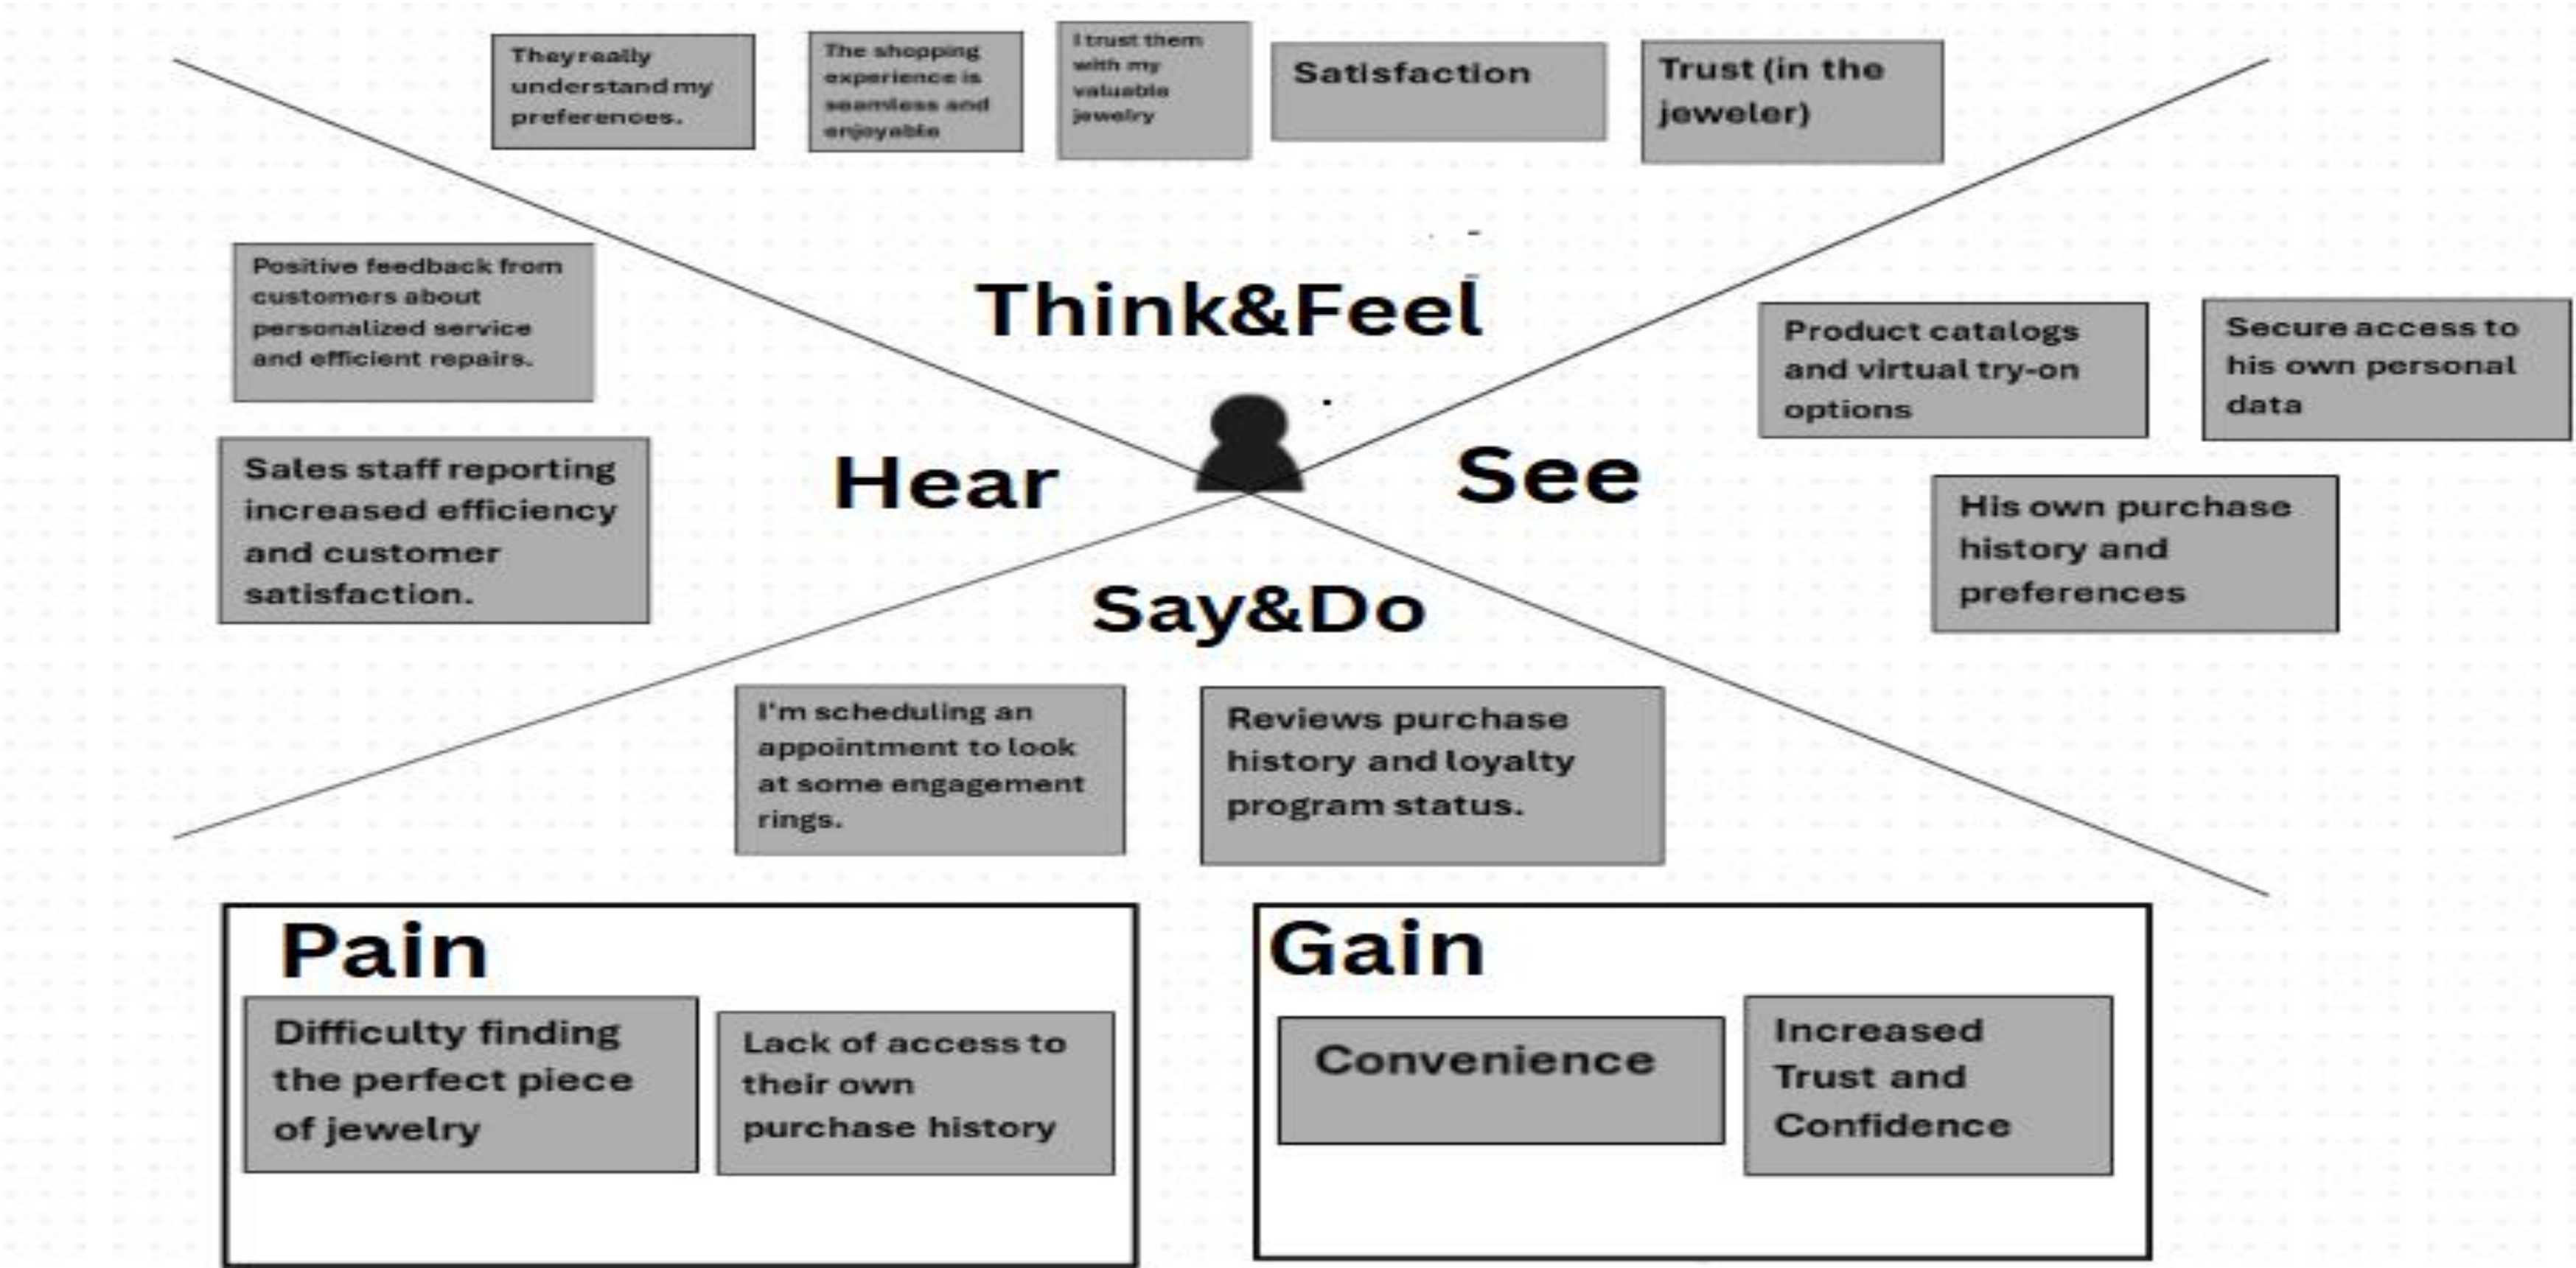 They really
understand my
preferences.
The shopping
experience is
seamless and
enjoyable
I trust them
with my
valuable
jewelry
Satisfaction
Trust (in the
jeweler)
Think&Feel
Positive feedback from
customers about
personalized service
and efficient repairs.
Sales staff reporting
increased efficiency
and customer
satisfaction.
Hear
See
Product catalogs
and virtual try-on
options
Secure access to
his own personal
data
His own purchase
history and
preferences
Say&Do
I'm scheduling an
appointment to look
at some engagement
rings.
Reviews purchase
history and loyalty
program status.
Pain
Difficulty finding
the perfect piece
of jewelry
Lack of access to
their own
purchase history
Gain
Convenience
Increased
Trust and
Confidence